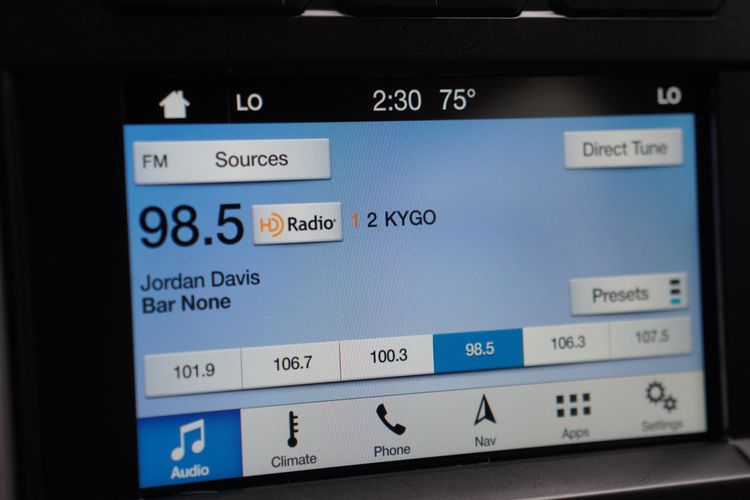 LO 2:30 75° LO
FM Sources
Direct Tune
98.5 HD Radio® 1 2 KYGO
Jordan Davis
Bar None
Presets
101.9 106.7 100.3 98.5 106.3 107.5
Audio Climate Phone Nav Apps Settings